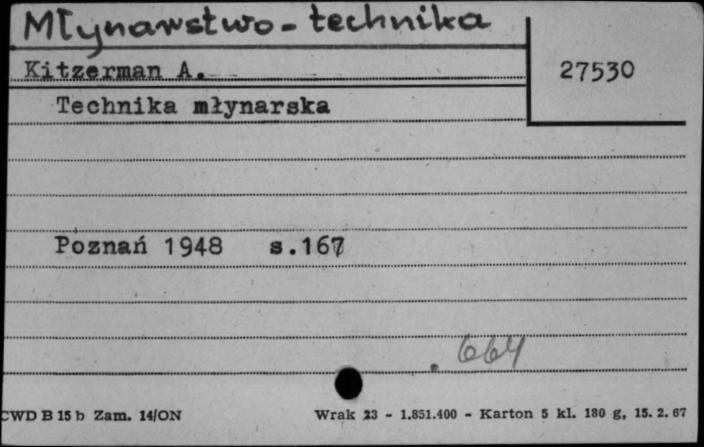 Młynarstwo - technika
Kitzerman A.
27530
Technika młynarska
Poznań 1948 s.167
664
CWD B 15 b Zam. 14/ON
Wrak 23 - 1.851.400 - Karton 5 kl. 180 g, 15. 2. 67